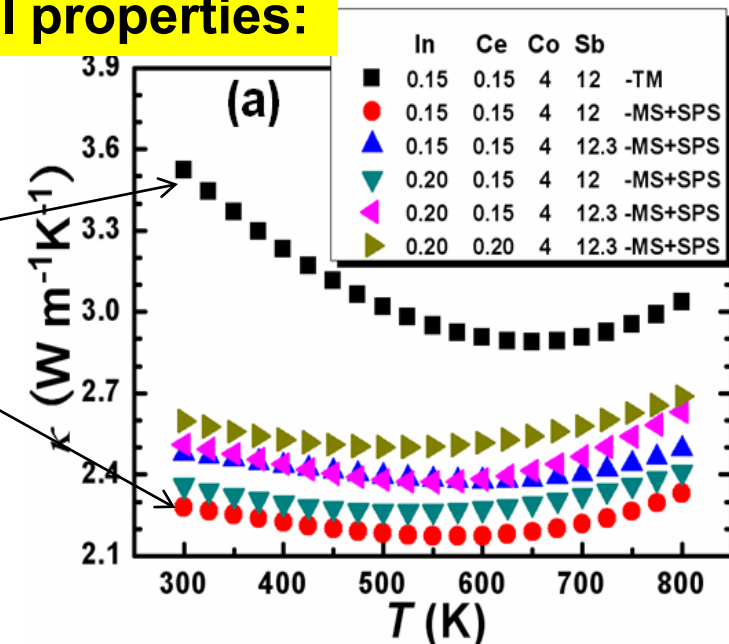 l properties:
In Ce Co Sb
0.15 0.15 4 12 -TM
0.15 0.15 4 12 -MS+SPS
0.15 0.15 4 12.3 -MS+SPS
0.20 0.15 4 12 -MS+SPS
0.20 0.15 4 12.3 -MS+SPS
0.20 0.20 4 12.3 -MS+SPS
(a)
3.9
3.6
3.3
3.0
2.7
2.4
2.1
κ (W m⁻¹K⁻¹)
300 400 500 600 700 800
T (K)